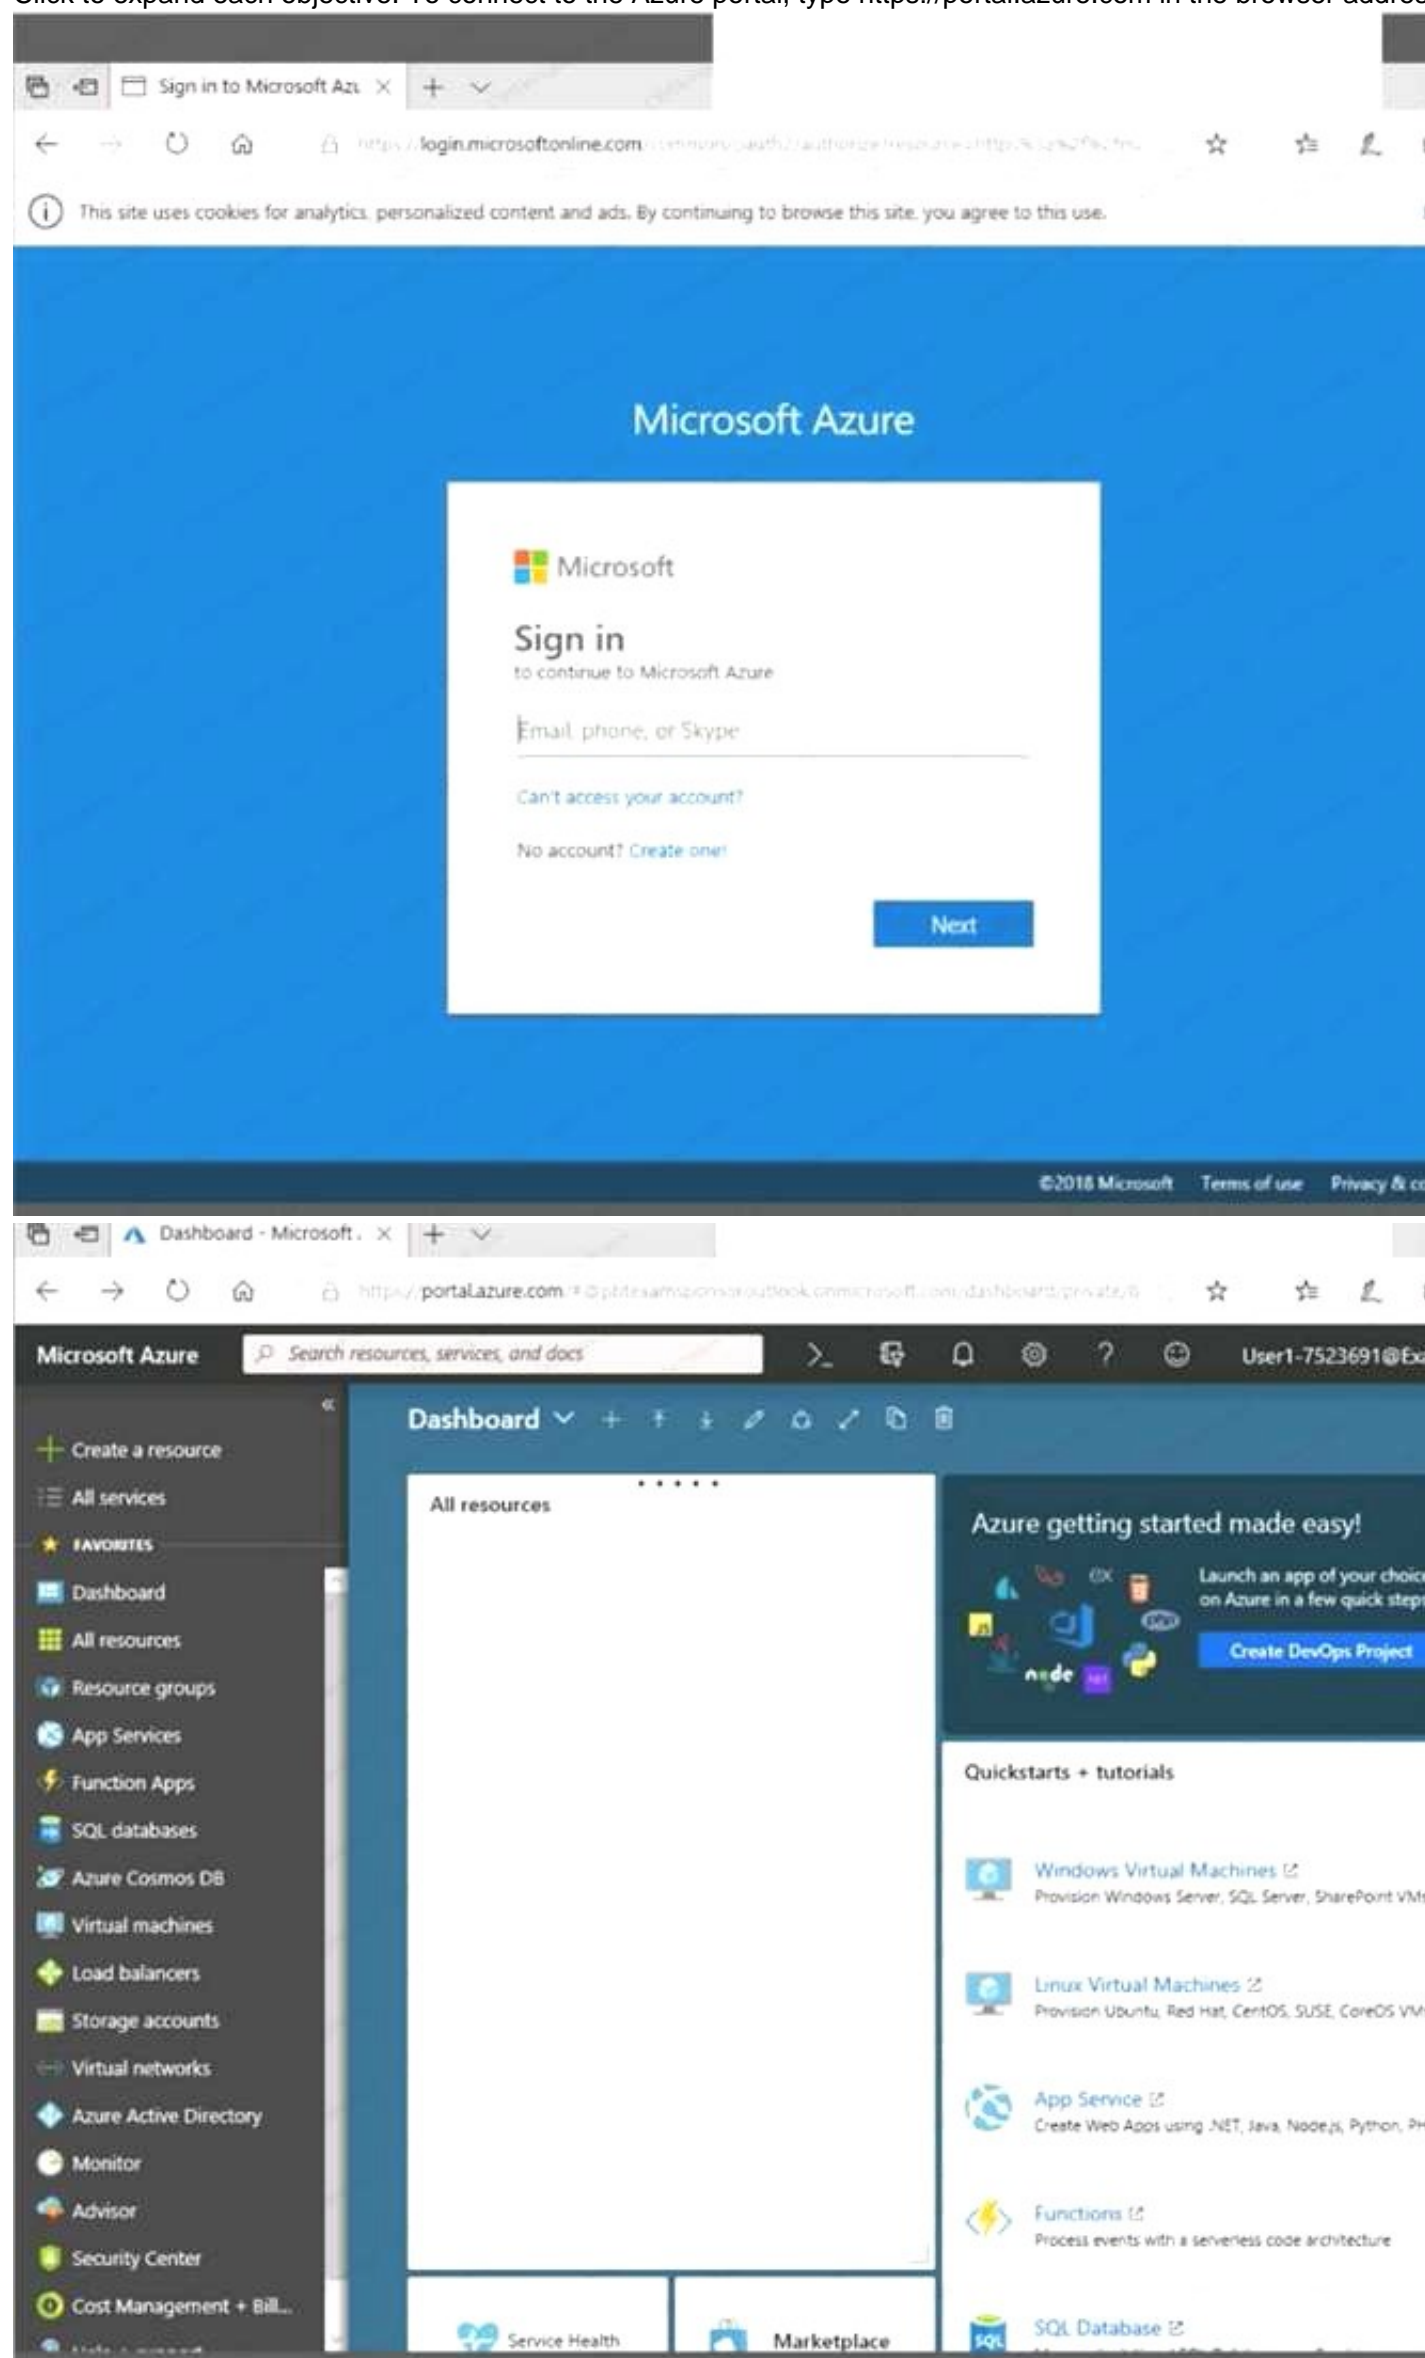 Click to expand each objective. To connect to the Azure portal, type https://portal.azure.com in the browser addres
Sign in to Microsoft Azu
https://login.microsoftonline.com
This site uses cookies for analytics, personalized content and ads. By continuing to browse this site, you agree to this use.
Microsoft Azure
Microsoft
Sign in
to continue to Microsoft Azure
Email, phone, or Skype
Can't access your account?
No account? Create one!
Next
©2018 Microsoft Terms of use Privacy & co
Dashboard - Microsoft
https://portal.azure.com
Microsoft Azure
Search resources, services, and docs
User1-7523691@Exa
Create a resource
All services
FAVORITES
Dashboard
All resources
Resource groups
App Services
Function Apps
SQL databases
Azure Cosmos DB
Virtual machines
Load balancers
Storage accounts
Virtual networks
Azure Active Directory
Monitor
Advisor
Security Center
Cost Management + Bill...
Dashboard
All resources
Service Health
Marketplace
Azure getting started made easy!
Launch an app of your choice
on Azure in a few quick steps
Create DevOps Project
ex
JS
node
Quickstarts + tutorials
Windows Virtual Machines
Provision Windows Server, SQL Server, SharePoint VMs
Linux Virtual Machines
Provision Ubuntu, Red Hat, CentOS, SUSE, CoreOS VMs
App Service
Create Web Apps using .NET, Java, Node.js, Python, PH
Functions
Process events with a serverless code architecture
SQL
SQL Database